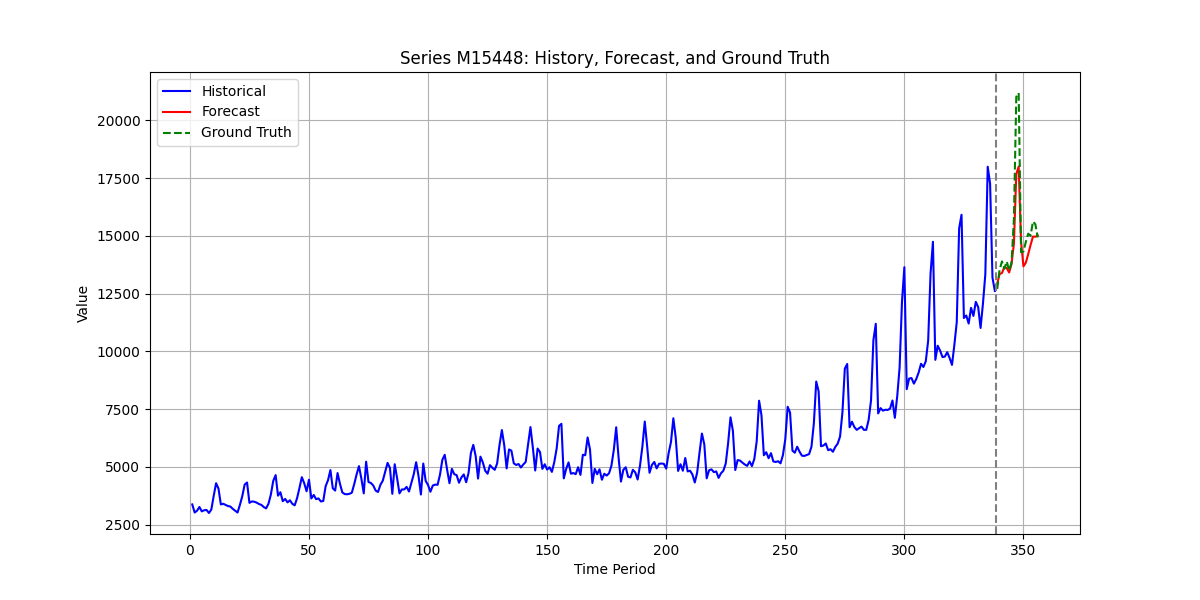 Series M15448: History, Forecast, and Ground Truth
Historical
Forecast
Ground Truth
Value
20000
17500
15000
12500
10000
7500
5000
2500
0 50 100 150 200 250 300 350
Time Period